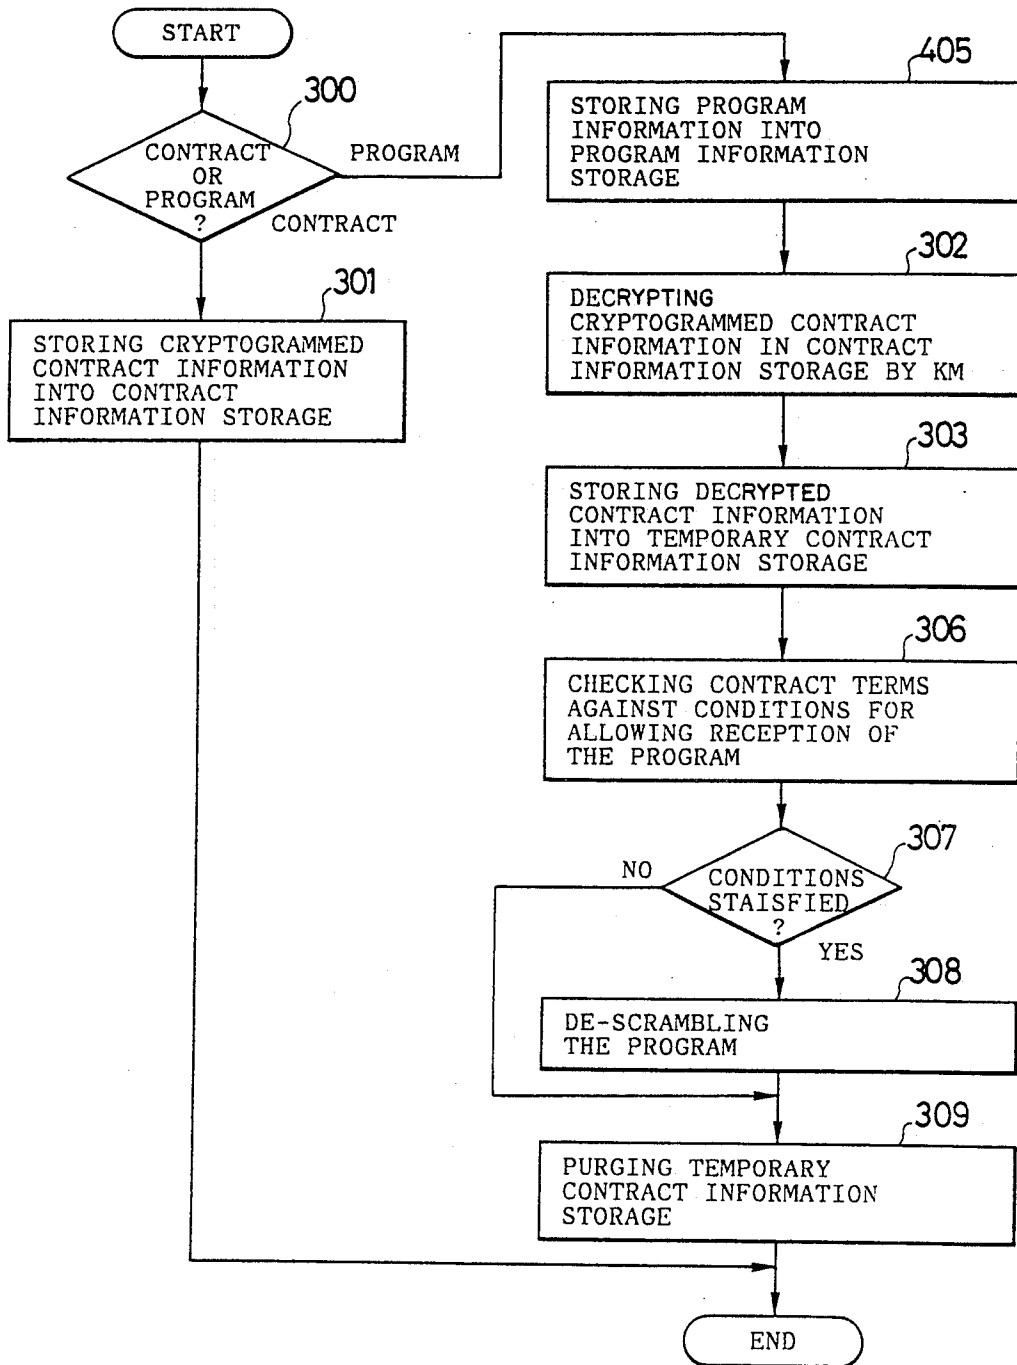 START
300
CONTRACT
OR
PROGRAM
?
PROGRAM
CONTRACT
301
STORING CRYPTOGRAMMED
CONTRACT INFORMATION
INTO CONTRACT
INFORMATION STORAGE
405
STORING PROGRAM
INFORMATION INTO
PROGRAM INFORMATION
STORAGE
302
DECRYPTING
CRYPTOGRAMMED CONTRACT
INFORMATION IN CONTRACT
INFORMATION STORAGE BY KM
303
STORING DECRYPTED
CONTRACT INFORMATION
INTO TEMPORARY CONTRACT
INFORMATION STORAGE
306
CHECKING CONTRACT TERMS
AGAINST CONDITIONS FOR
ALLOWING RECEPTION OF
THE PROGRAM
307
NO
CONDITIONS
STAISFIED
?
YES
308
DE-SCRAMBLING
THE PROGRAM
309
PURGING TEMPORARY
CONTRACT INFORMATION
STORAGE
END